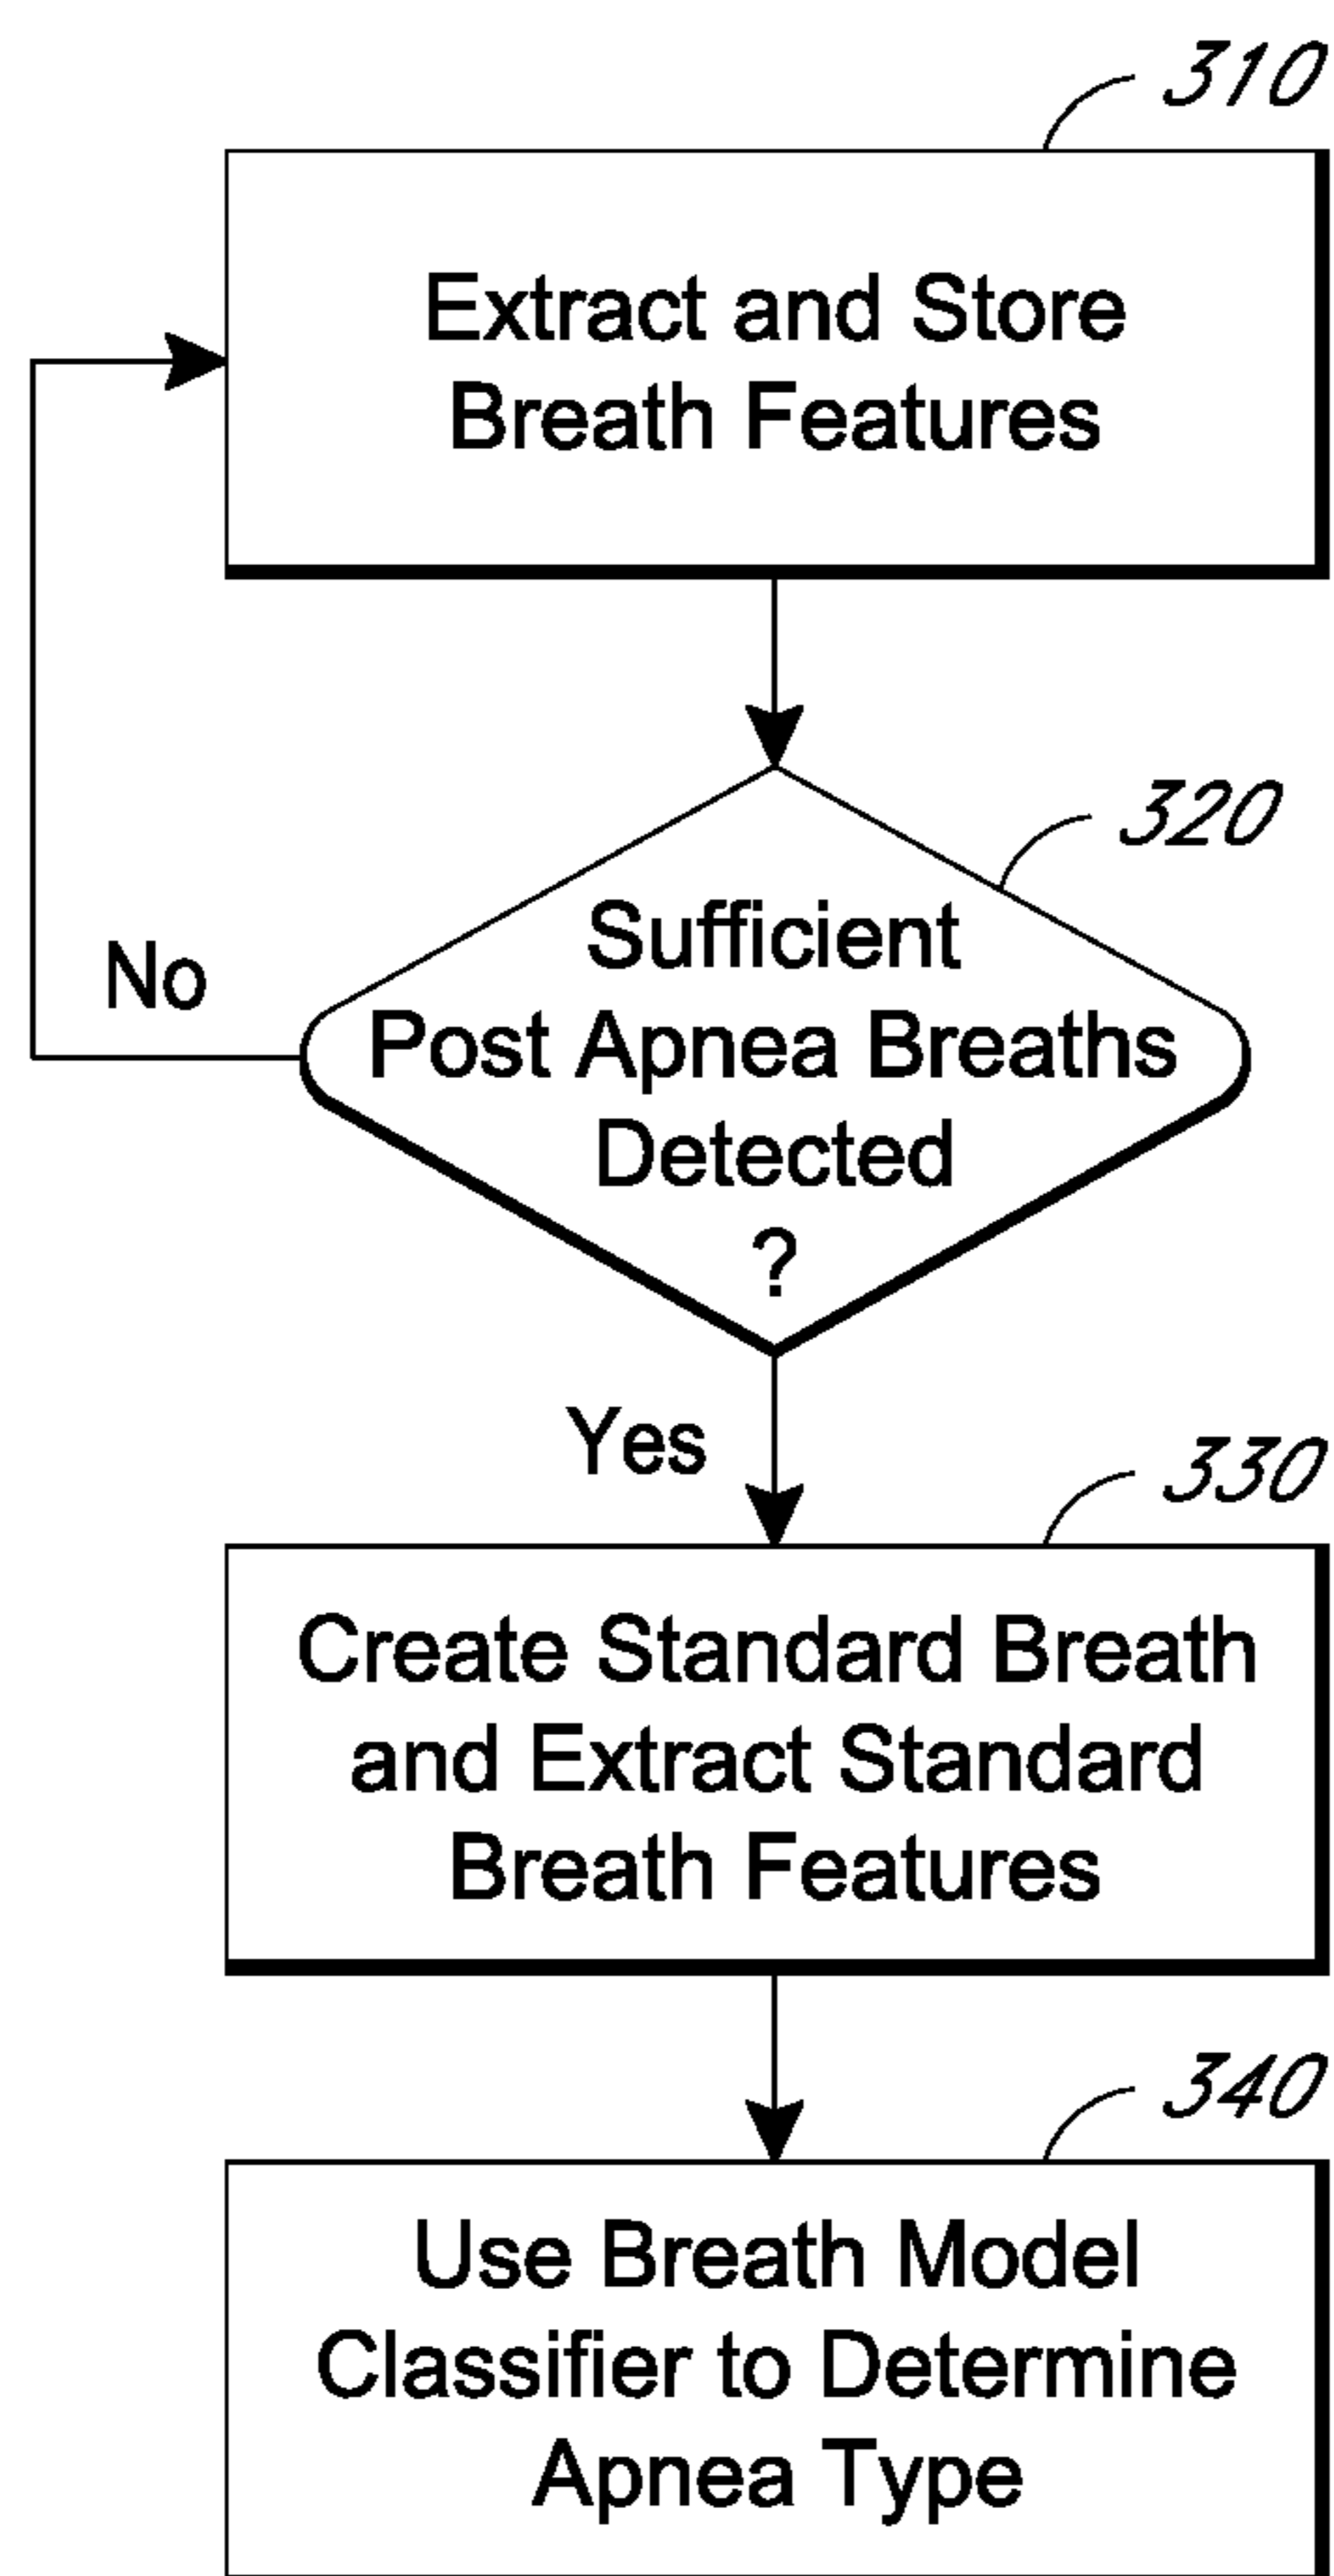 310
Extract and Store
Breath Features
320
Sufficient
Post Apnea Breaths
Detected
?
No
Yes
330
Create Standard Breath
and Extract Standard
Breath Features
340
Use Breath Model
Classifier to Determine
Apnea Type